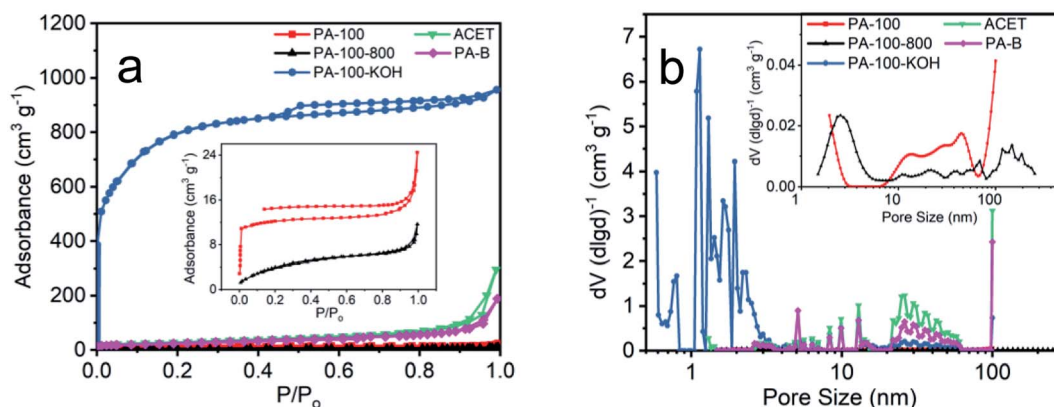 a
PA-100 ACET
PA-100-800 PA-B
PA-100-KOH
Adsorbance (cm³ g⁻¹)
1200
1000
800
600
400
200
0
0.0 0.2 0.4 0.6 0.8 1.0
P/Pₒ
Adsorbance (cm³ g⁻¹)
24
16
8
0
0.0 0.2 0.4 0.6 0.8 1.0
P/Pₒ
b
PA-100 ACET
PA-100-800 PA-B
PA-100-KOH
dV (dlgd)⁻¹ (cm³ g⁻¹)
7
6
5
4
3
2
1
0
1 10 100
Pore Size (nm)
dV (dlgd)⁻¹ (cm³ g⁻¹)
0.04
0.02
0.00
1 10 100
Pore Size (nm)